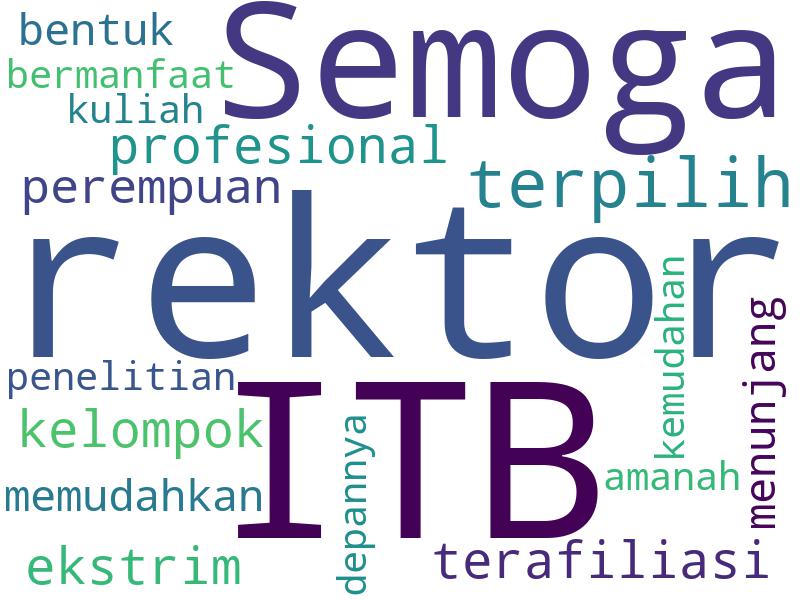 bentuk
Semoga
bermanfaat
kuliah
profesional
perempuan
terpilih
rektor
kemudahan
menunjang
penelitian
ITB
kelompok
depannya
amanah
memudahkan
ekstrim
terafiliasi